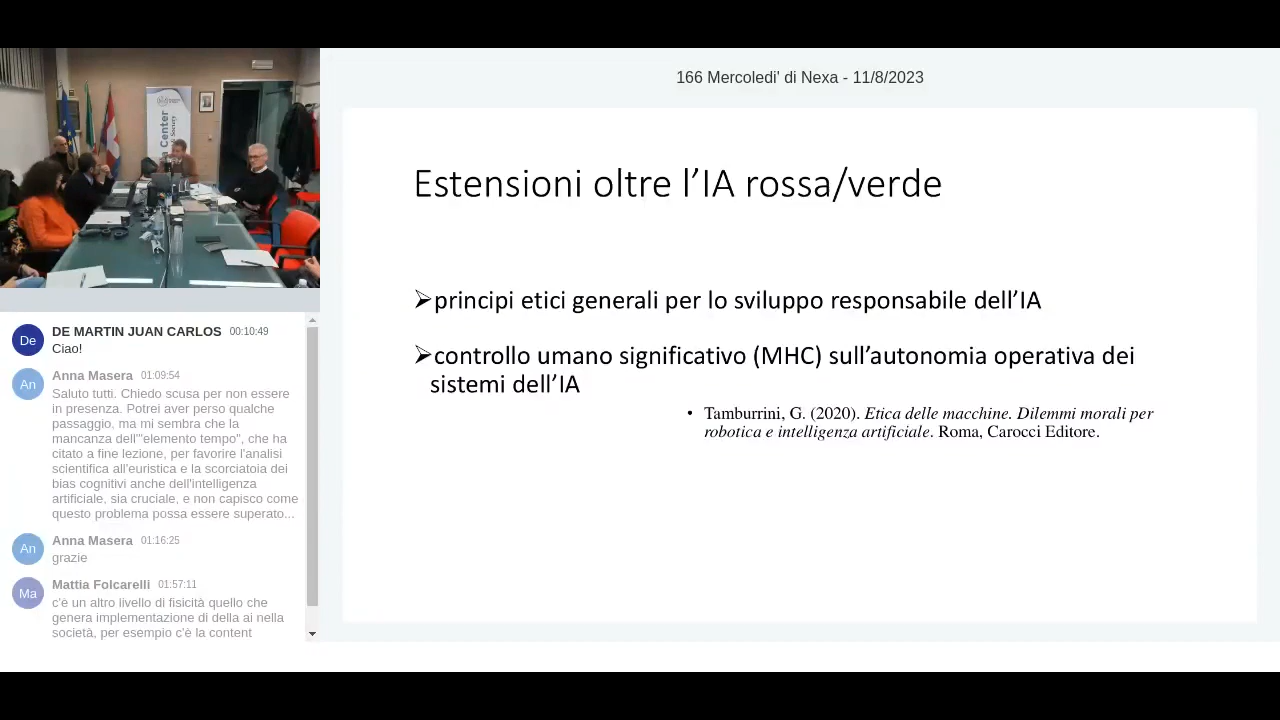 166 Mercoledi' di Nexa - 11/8/2023
Estensioni oltre l'IA rossa/verde
➢principi etici generali per lo sviluppo responsabile dell'IA
➢controllo umano significativo (MHC) sull'autonomia operativa dei
sistemi dell'IA
• Tamburrini, G. (2020). Etica delle macchine. Dilemmi morali per
robotica e intelligenza artificiale. Roma, Carocci Editore.
a Center
& Society
De
DE MARTIN JUAN CARLOS 00:10:49
Ciao!
An
Anna Masera 01:09:54
Saluto tutti. Chiedo scusa per non essere
in presenza. Potrei aver perso qualche
passaggio, ma mi sembra che la
mancanza dell'"elemento tempo", che ha
citato a fine lezione, per favorire l'analisi
scientifica all'euristica e la scorciatoia dei
bias cognitivi anche dell'intelligenza
artificiale, sia cruciale, e non capisco come
questo problema possa essere superato...
An
Anna Masera 01:16:25
grazie
Ma
Mattia Folcarelli 01:57:11
c'è un altro livello di fisicità quello che
genera implementazione di della ai nella
società, per esempio c'è la content